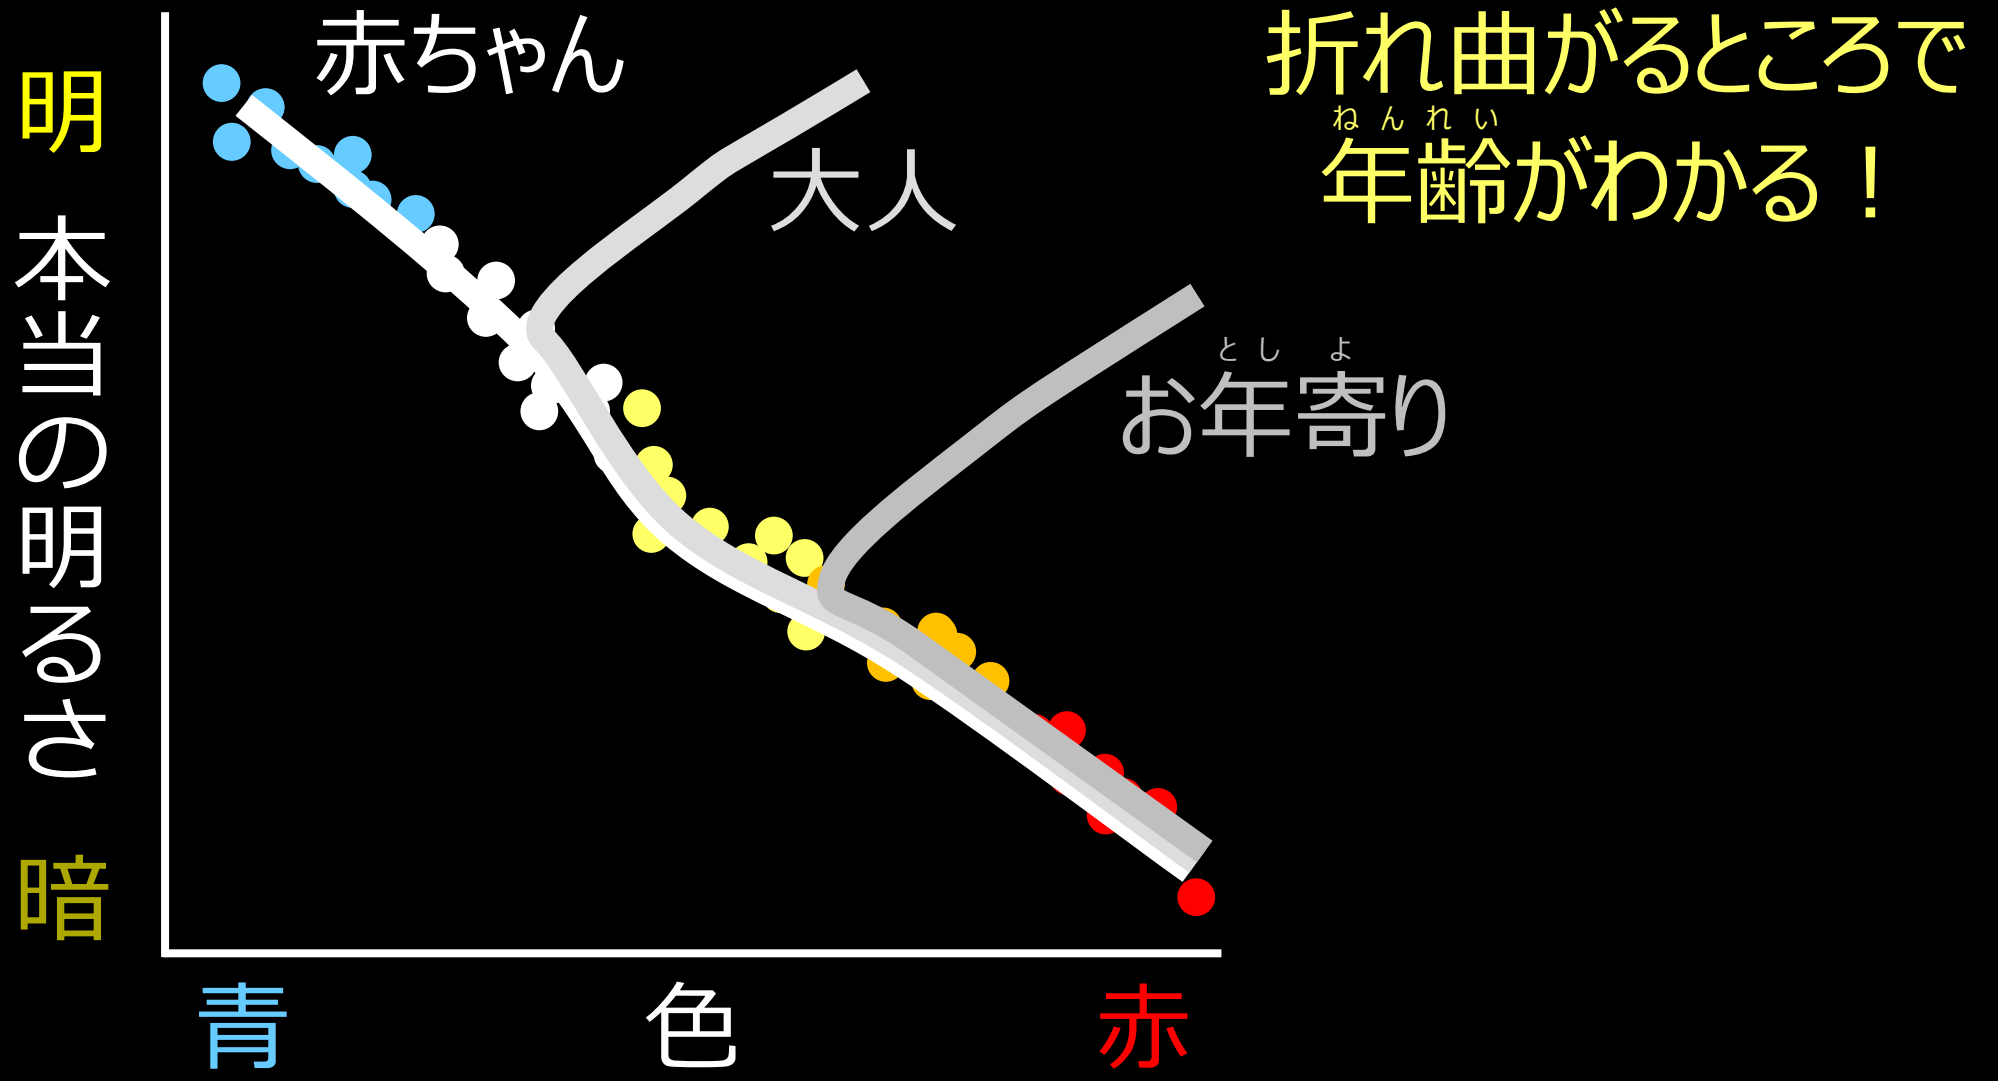 赤ちゃん
折れ曲がるところで
ねんれい
年齢がわかる！
大人
としよ
お年寄り
明
本当の明るさ
暗
青
色
赤